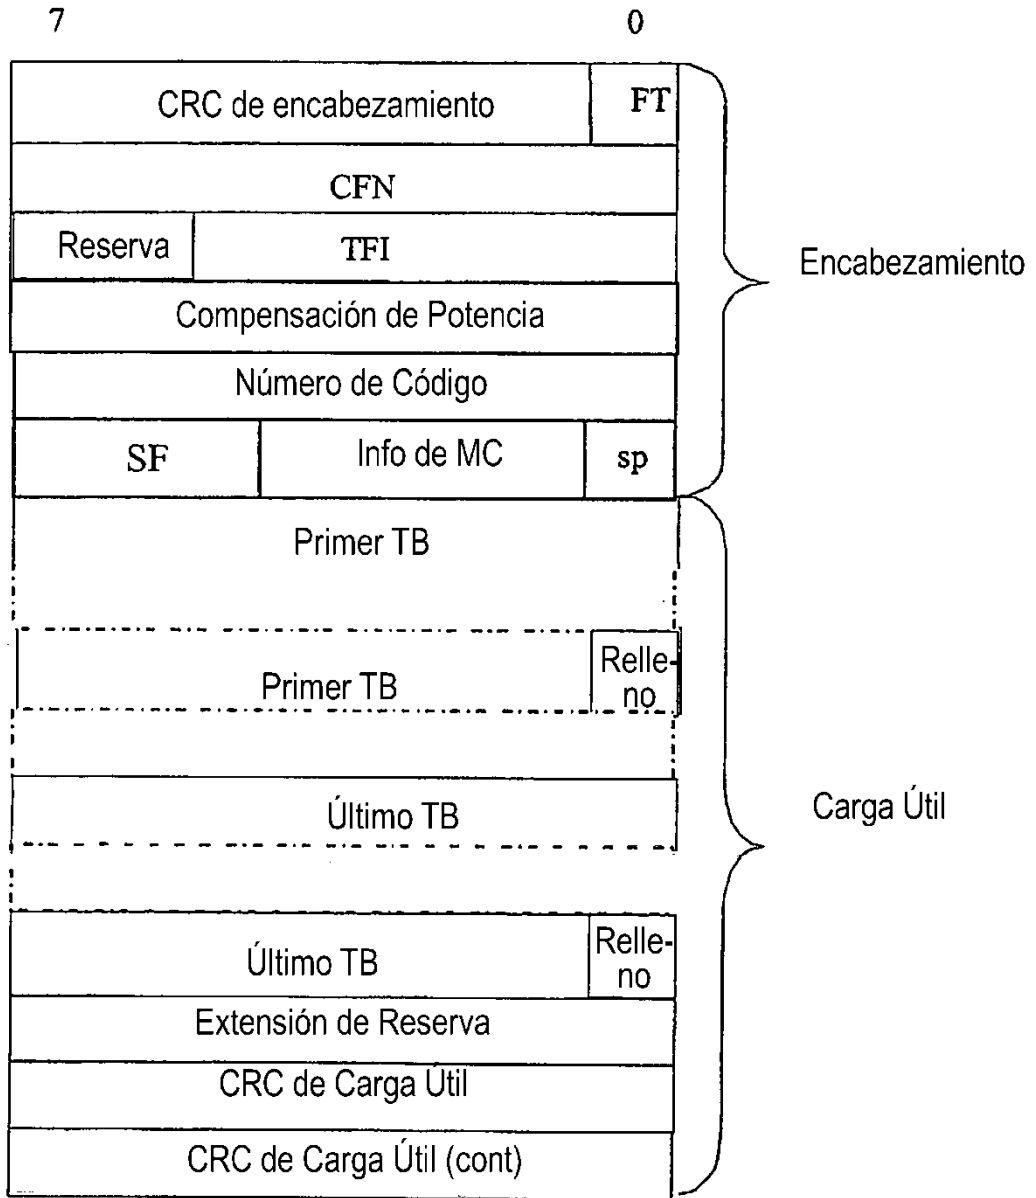 7 0
CRC de encabezamiento FT
CFN
Reserva TFI
Encabezamiento
Compensación de Potencia
Número de Código
SF Info de MC sp
Primer TB
Primer TB Relle-
no
Último TB
Carga Útil
Último TB Relle-
no
Extensión de Reserva
CRC de Carga Útil
CRC de Carga Útil (cont)